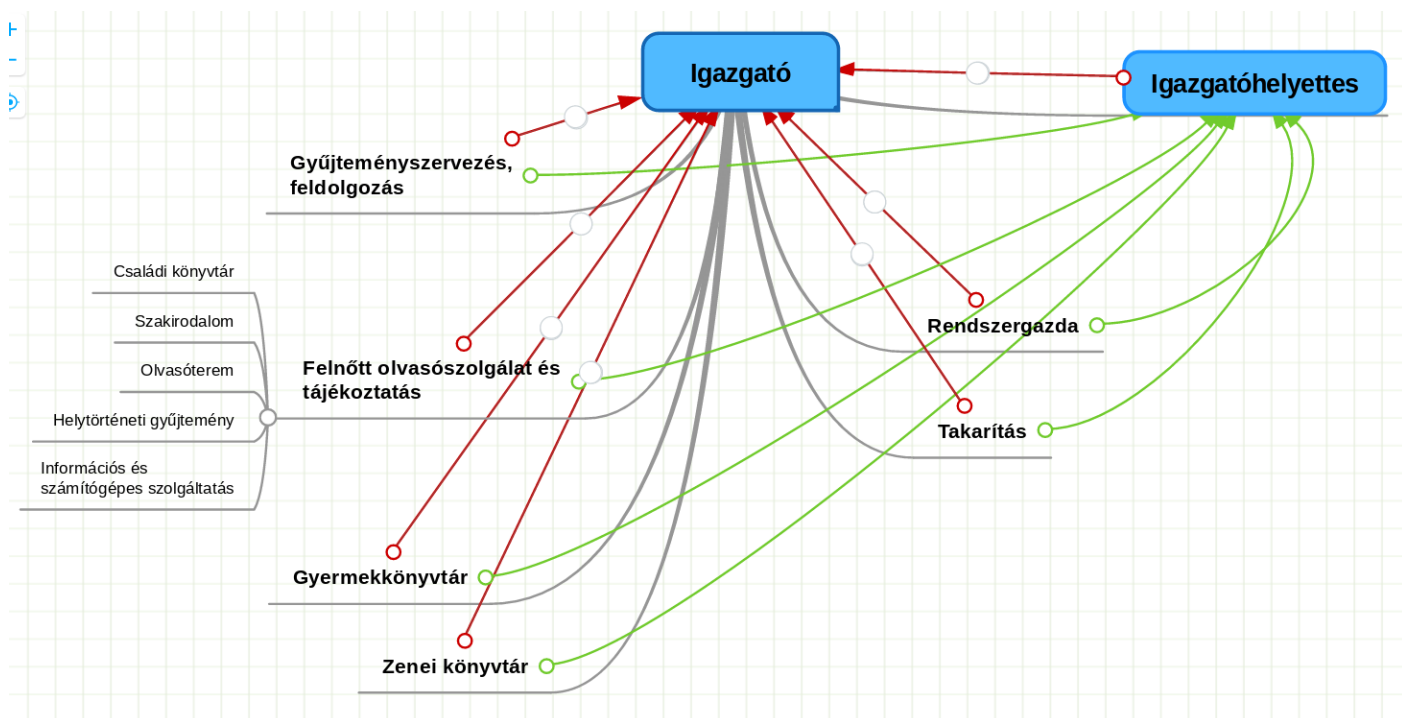 Igazgató
Igazgatóhelyettes
Gyűjteményszervezés,
feldolgozás
Családi könyvtár
Szakirodalom
Olvasóterem
Helytörténeti gyűjtemény
Információs és
számítógépes szolgáltatás
Felnőtt olvasószolgálat és
tájékoztatás
Rendszergazda
Takarítás
Gyermekkönyvtár
Zenei könyvtár